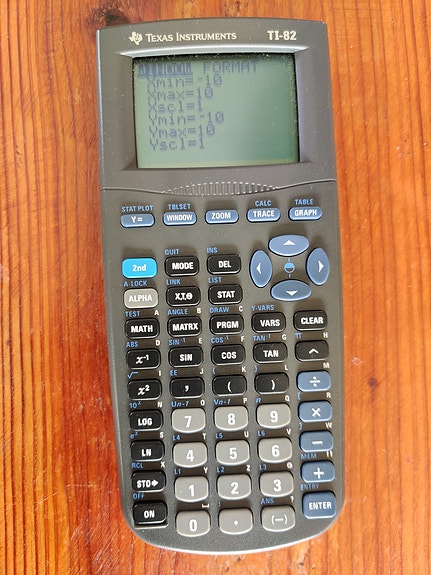 TEXAS INSTRUMENTS TI-82
WINDOW FORMAT
Xmin=-10
Xmax=10
Xscl=1
Ymin=-10
Ymax=10
Yscl=1
STAT PLOT TBLSET CALC TABLE
Y= WINDOW ZOOM TRACE GRAPH
QUIT INS
2nd MODE DEL
A-LOCK LINK LIST
ALPHA X,T,Θ STAT
TEST A ANGLE B DRAW C Y-VARS
MATH MATRX PRGM VARS CLEAR
ABS D SIN⁻¹ E COS⁻¹ F TAN⁻¹ G π H
x⁻¹ SIN COS TAN ^
√ I EE J K L M
x² , ( ) ÷
10ˣ N Un-1 O Vn-1 P n Q R
LOG 7 8 9 ×
eˣ S L4 T L5 U L6 V W
LN 4 5 6 −
RCL X L1 Y L2 Z L3 Θ MEM
STO▸ 1 2 3 +
OFF ANS ? ENTRY
ON 0 . (−) ENTER